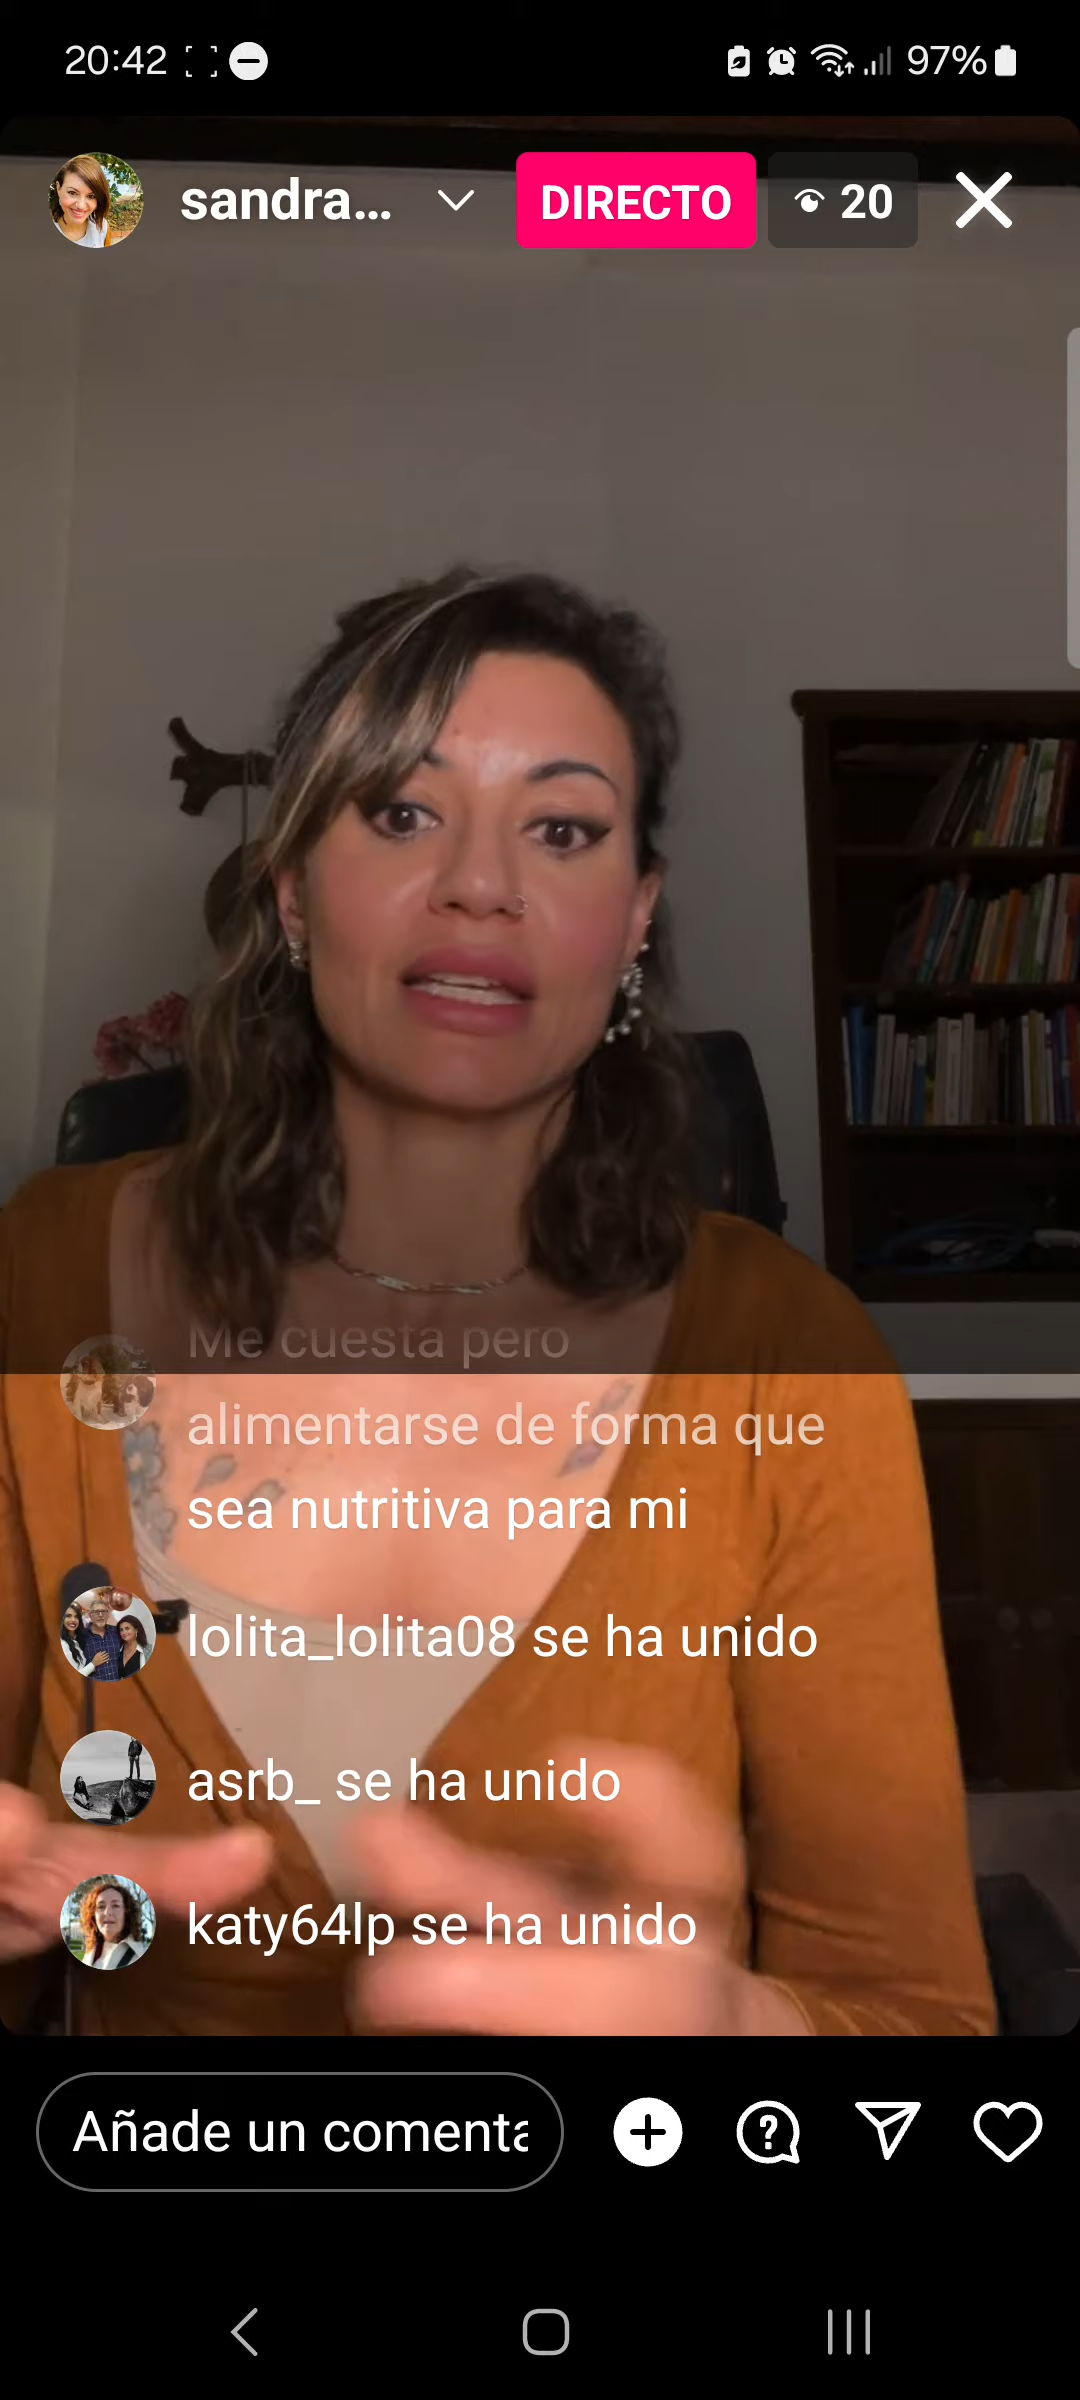 20:42
97%
sandra...
DIRECTO
20
Me cuesta pero
alimentarse de forma que
sea nutritiva para mi
lolita_lolita08 se ha unido
asrb_ se ha unido
katy64lp se ha unido
Añade un comenta